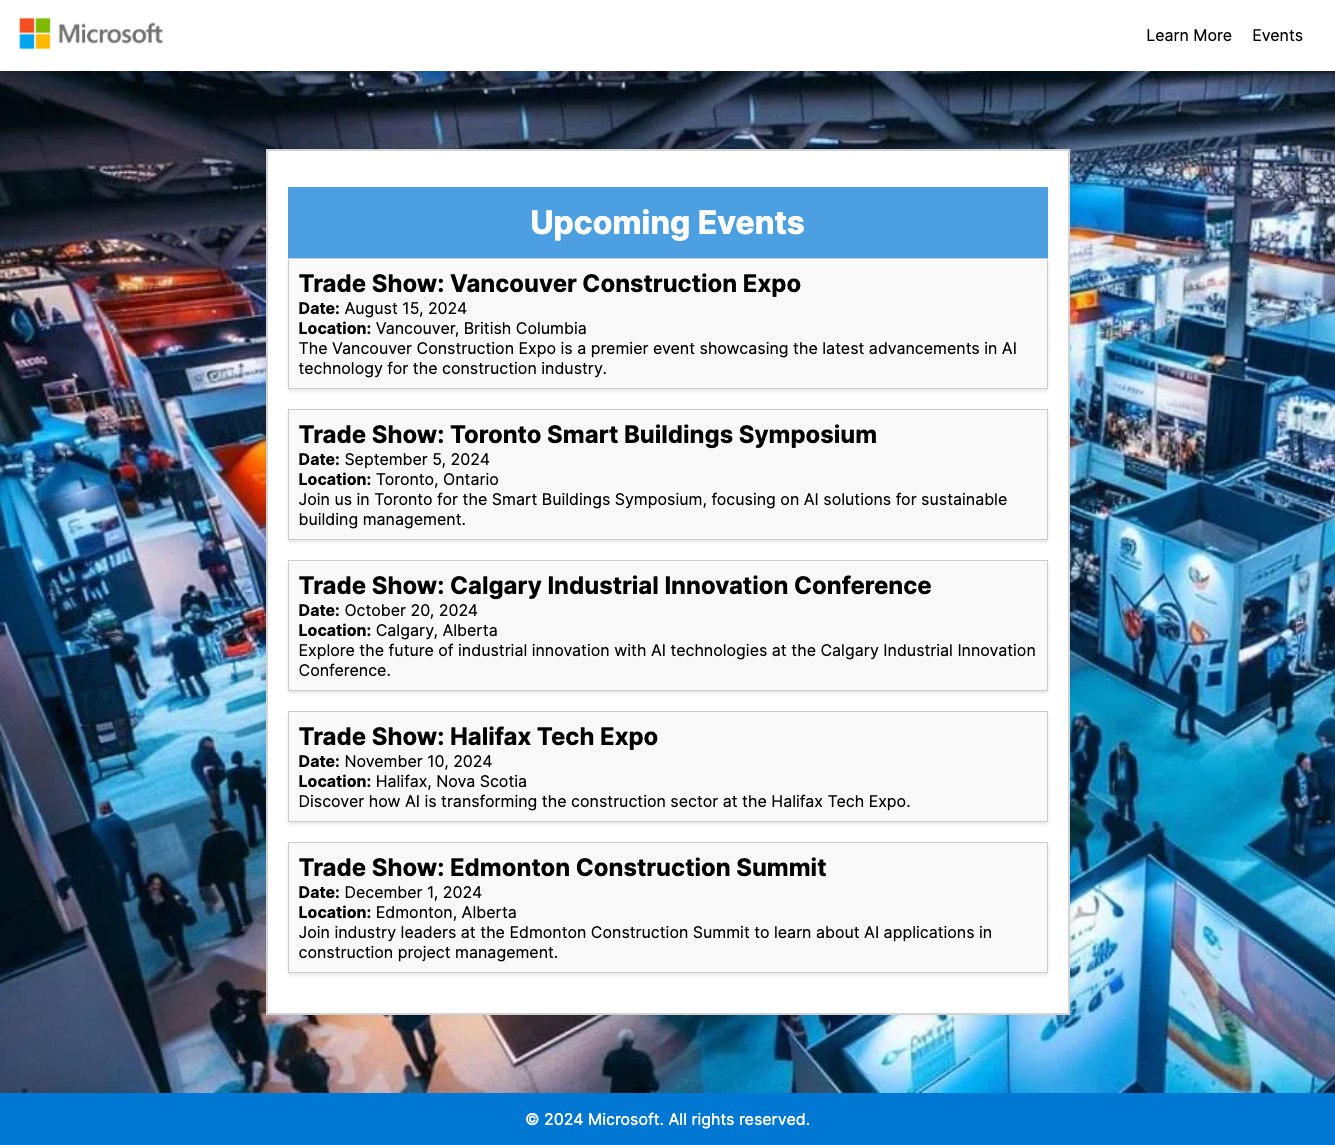 Microsoft
Learn More Events
Upcoming Events
Trade Show: Vancouver Construction Expo
Date: August 15, 2024
Location: Vancouver, British Columbia
The Vancouver Construction Expo is a premier event showcasing the latest advancements in AI
technology for the construction industry.
Trade Show: Toronto Smart Buildings Symposium
Date: September 5, 2024
Location: Toronto, Ontario
Join us in Toronto for the Smart Buildings Symposium, focusing on AI solutions for sustainable
building management.
Trade Show: Calgary Industrial Innovation Conference
Date: October 20, 2024
Location: Calgary, Alberta
Explore the future of industrial innovation with AI technologies at the Calgary Industrial Innovation
Conference.
Trade Show: Halifax Tech Expo
Date: November 10, 2024
Location: Halifax, Nova Scotia
Discover how AI is transforming the construction sector at the Halifax Tech Expo.
Trade Show: Edmonton Construction Summit
Date: December 1, 2024
Location: Edmonton, Alberta
Join industry leaders at the Edmonton Construction Summit to learn about AI applications in
construction project management.
© 2024 Microsoft. All rights reserved.